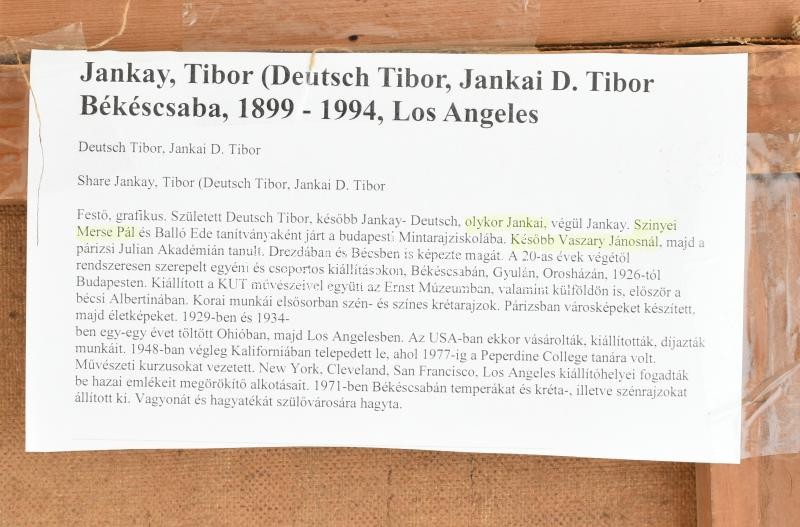 Jankay, Tibor (Deutsch Tibor, Jankai D. Tibor
Békéscsaba, 1899 - 1994, Los Angeles
Deutsch Tibor, Jankai D. Tibor
Share Jankay, Tibor (Deutsch Tibor, Jankai D. Tibor
Festő, grafikus. Született Deutsch Tibor, később Jankay- Deutsch, olykor Jankai, végül Jankay. Szinyei
Merse Pál és Balló Ede tanítványaként járt a budapesti Mintarajziskolába. Később Vaszary Jánosnál, majd a
párizsi Julian Akadémián tanult. Drezdában és Bécsben is képezte magát. A 20-as évek végétől
rendszeresen szerepelt egyéni és csoportos kiállításokon, Békéscsabán, Gyulán, Orosházán, 1926-tól
Budapesten. Kiállított a KUT művészeivel együtt az Ernst Múzeumban, valamint külföldön is, először a
bécsi Albertinában. Korai munkái elsősorban szén- és színes krétarajzok. Párizsban városképeket készített,
majd életképeket. 1929-ben és 1934-
ben egy-egy évet töltött Ohióban, majd Los Angelesben. Az USA-ban ekkor vásárolták, kiállították, díjazták
munkáit. 1948-ban végleg Kaliforniában telepedett le, ahol 1977-ig a Peperdine College tanára volt.
Művészeti kurzusokat vezetett. New York, Cleveland, San Francisco, Los Angeles kiállítóhelyei fogadták
be hazai emlékeit megörökítő alkotásait. 1971-ben Békéscsabán temperákat és kréta-, illetve szénrajzokat
állított ki. Vagyonát és hagyatékát szülővárosára hagyta.